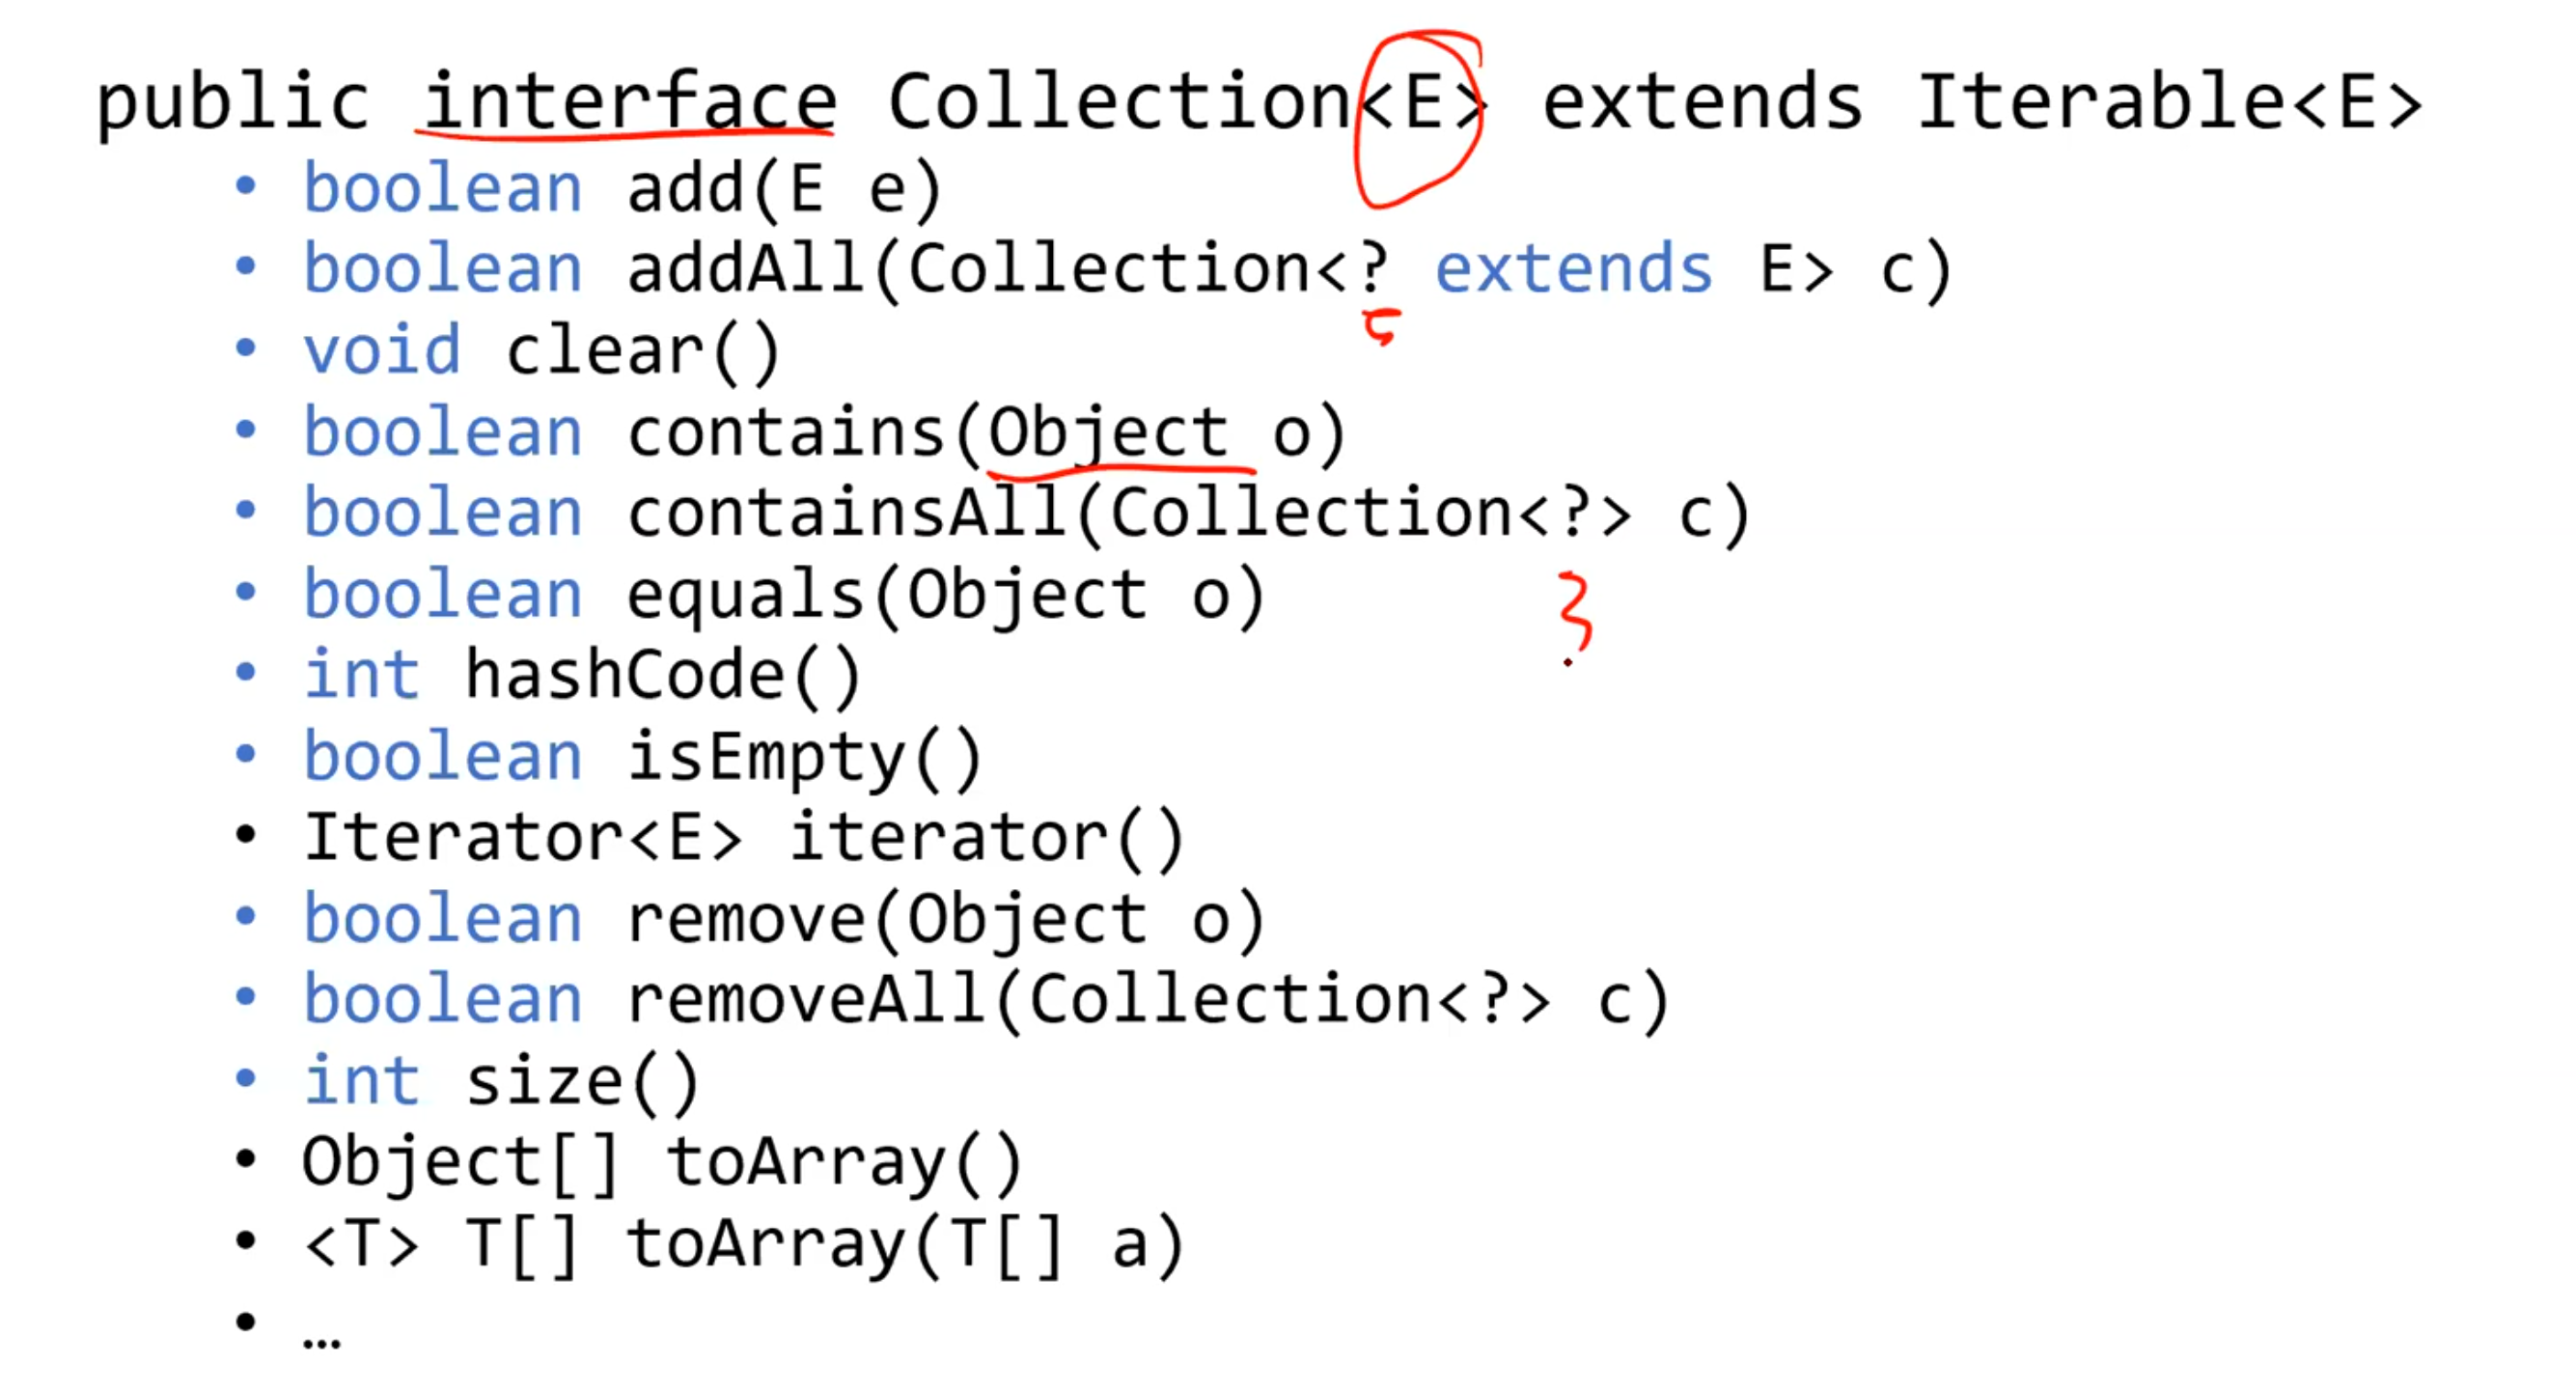 public interface Collection<E> extends Iterable<E>
• boolean add(E e)
• boolean addAll(Collection<? extends E> c)
• void clear()
• boolean contains(Object o)
• boolean containsAll(Collection<?> c)
• boolean equals(Object o)
• int hashCode()
• boolean isEmpty()
• Iterator<E> iterator()
• boolean remove(Object o)
• boolean removeAll(Collection<?> c)
• int size()
• Object[] toArray()
• <T> T[] toArray(T[] a)
• …